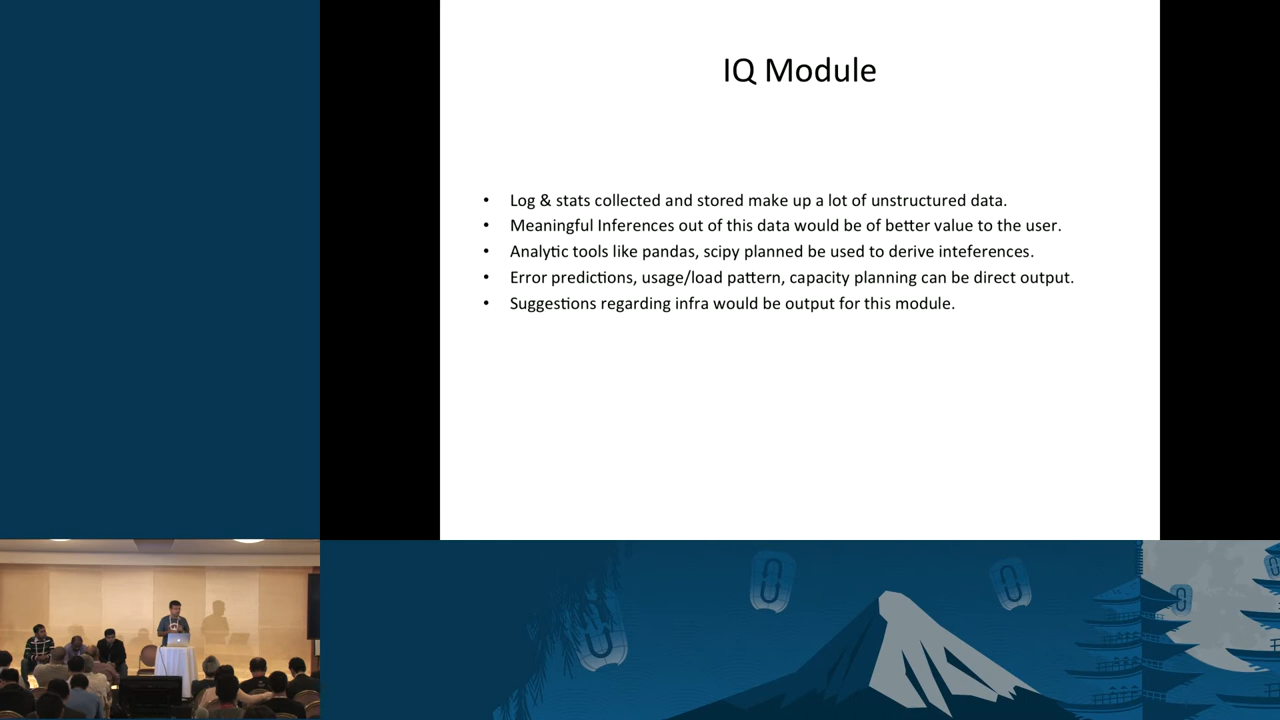 IQ Module
• Log & stats collected and stored make up a lot of unstructured data.
• Meaningful Inferences out of this data would be of better value to the user.
• Analytic tools like pandas, scipy planned be used to derive inteferences.
• Error predictions, usage/load pattern, capacity planning can be direct output.
• Suggestions regarding infra would be output for this module.